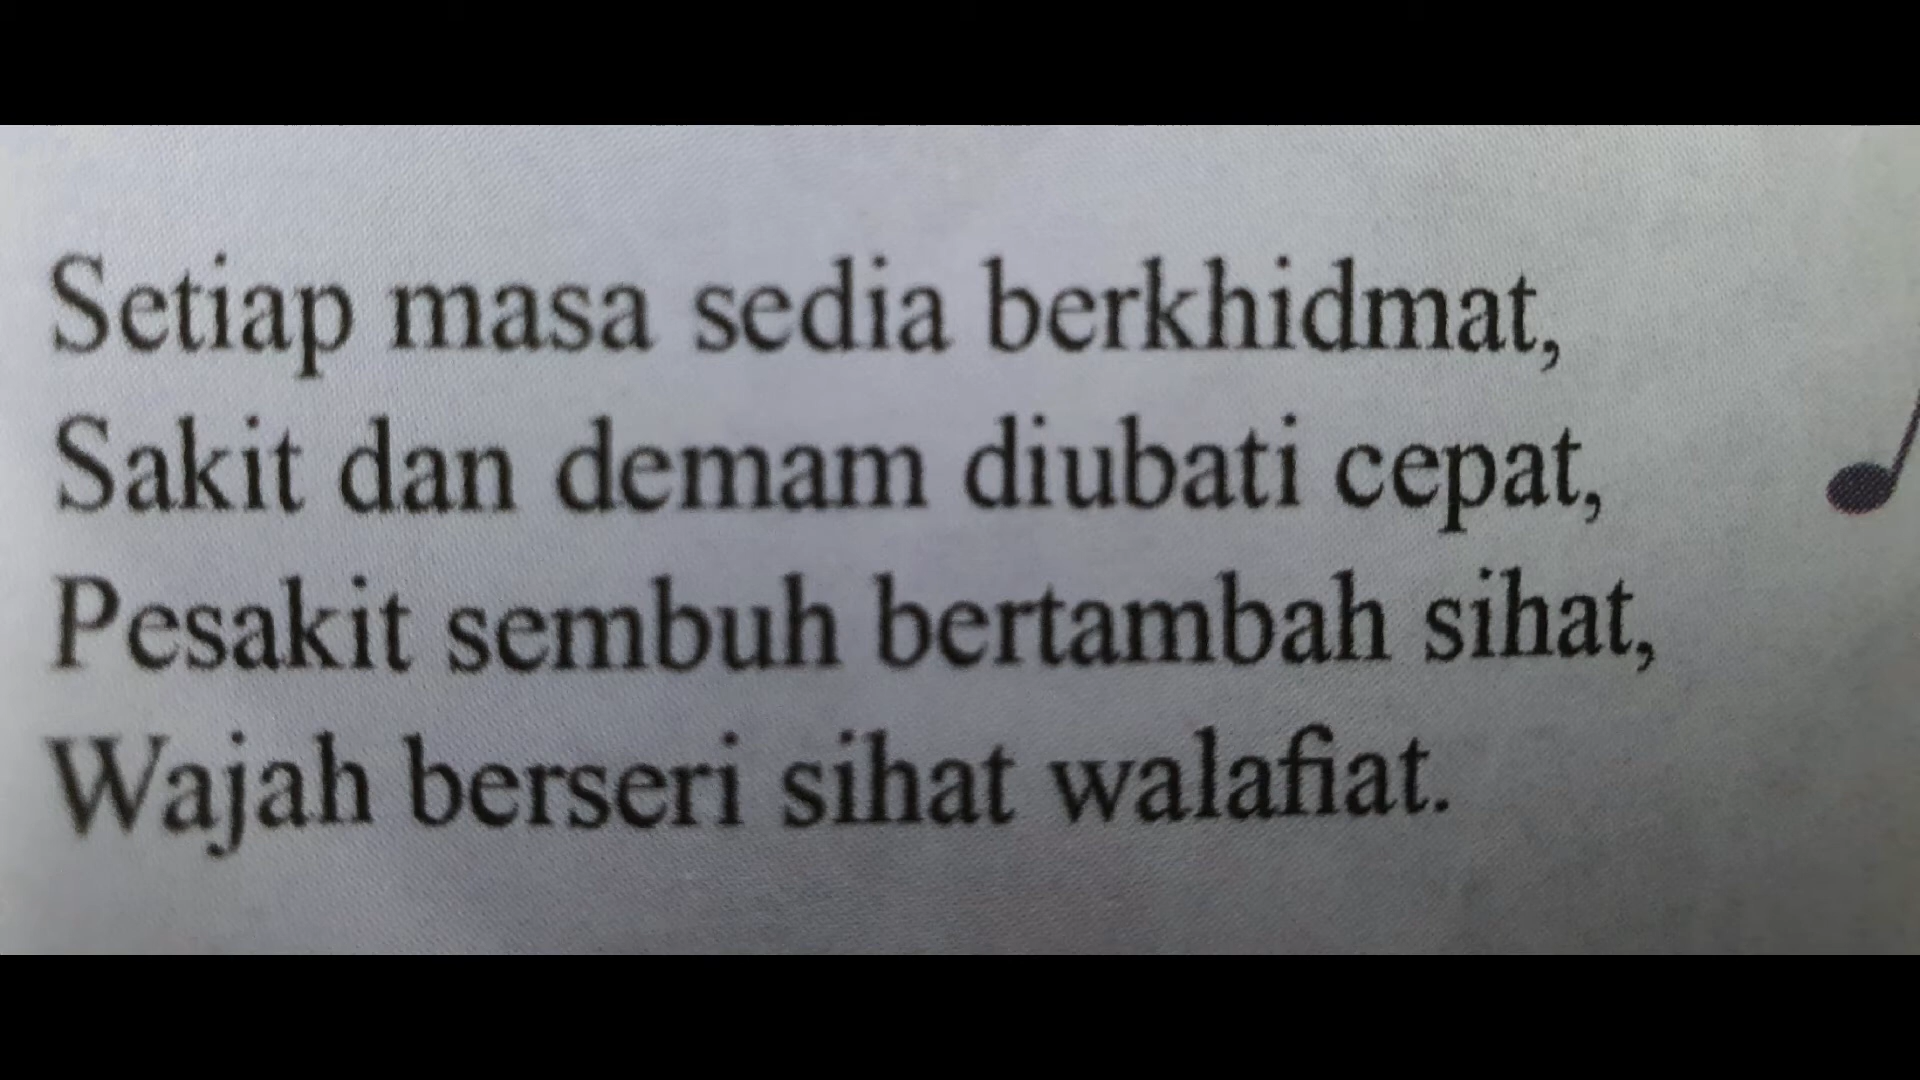 Setiap masa sedia berkhidmat,
Sakit dan demam diubati cepat,
Pesakit sembuh bertambah sihat,
Wajah berseri sihat walafiat.